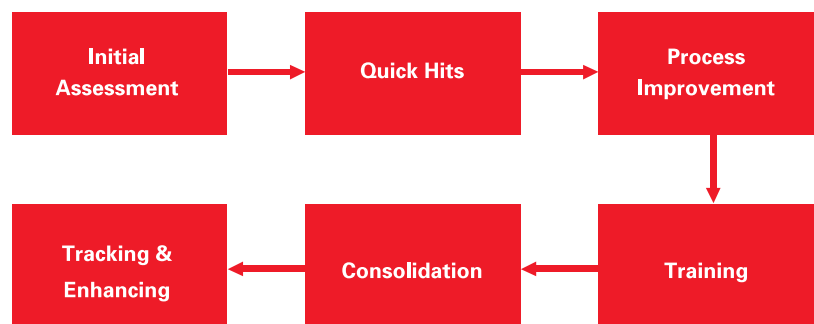 Initial
Assessment
Quick Hits
Process
Improvement
Training
Consolidation
Tracking &
Enhancing